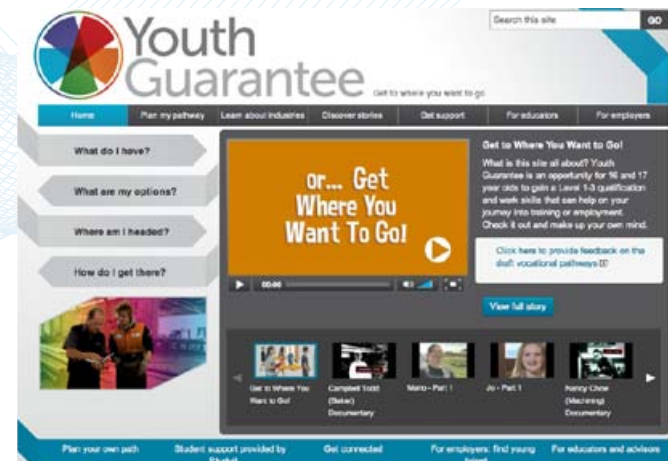 Search this site
GO
Youth
Guarantee
Get to where you want to go
Home
Plan my pathway
Learn about industries
Discover stories
Get support
For educators
For employers
What do I have?
What are my options?
Where am I headed?
How do I get there?
or... Get
Where You
Want To Go!
00:00
Get to Where You Want to Go!
What is this site all about? Youth
Guarantee is an opportunity for 16 and 17
year olds to gain a Level 1-3 qualification
and work skills that can help on your
journey into training or employment.
Check it out and make up your own mind.
Click here to provide feedback on the
draft vocational pathways
View full story
Get to Where You
Want to Go!
Campbell Todd
(Baker)
Documentary
Mario - Part 1
Jo - Part 1
Nancy Chow
(Machining)
Documentary
Plan your own path
Student support provided by
Get connected
For employers: find young
talent
For educators and advisors